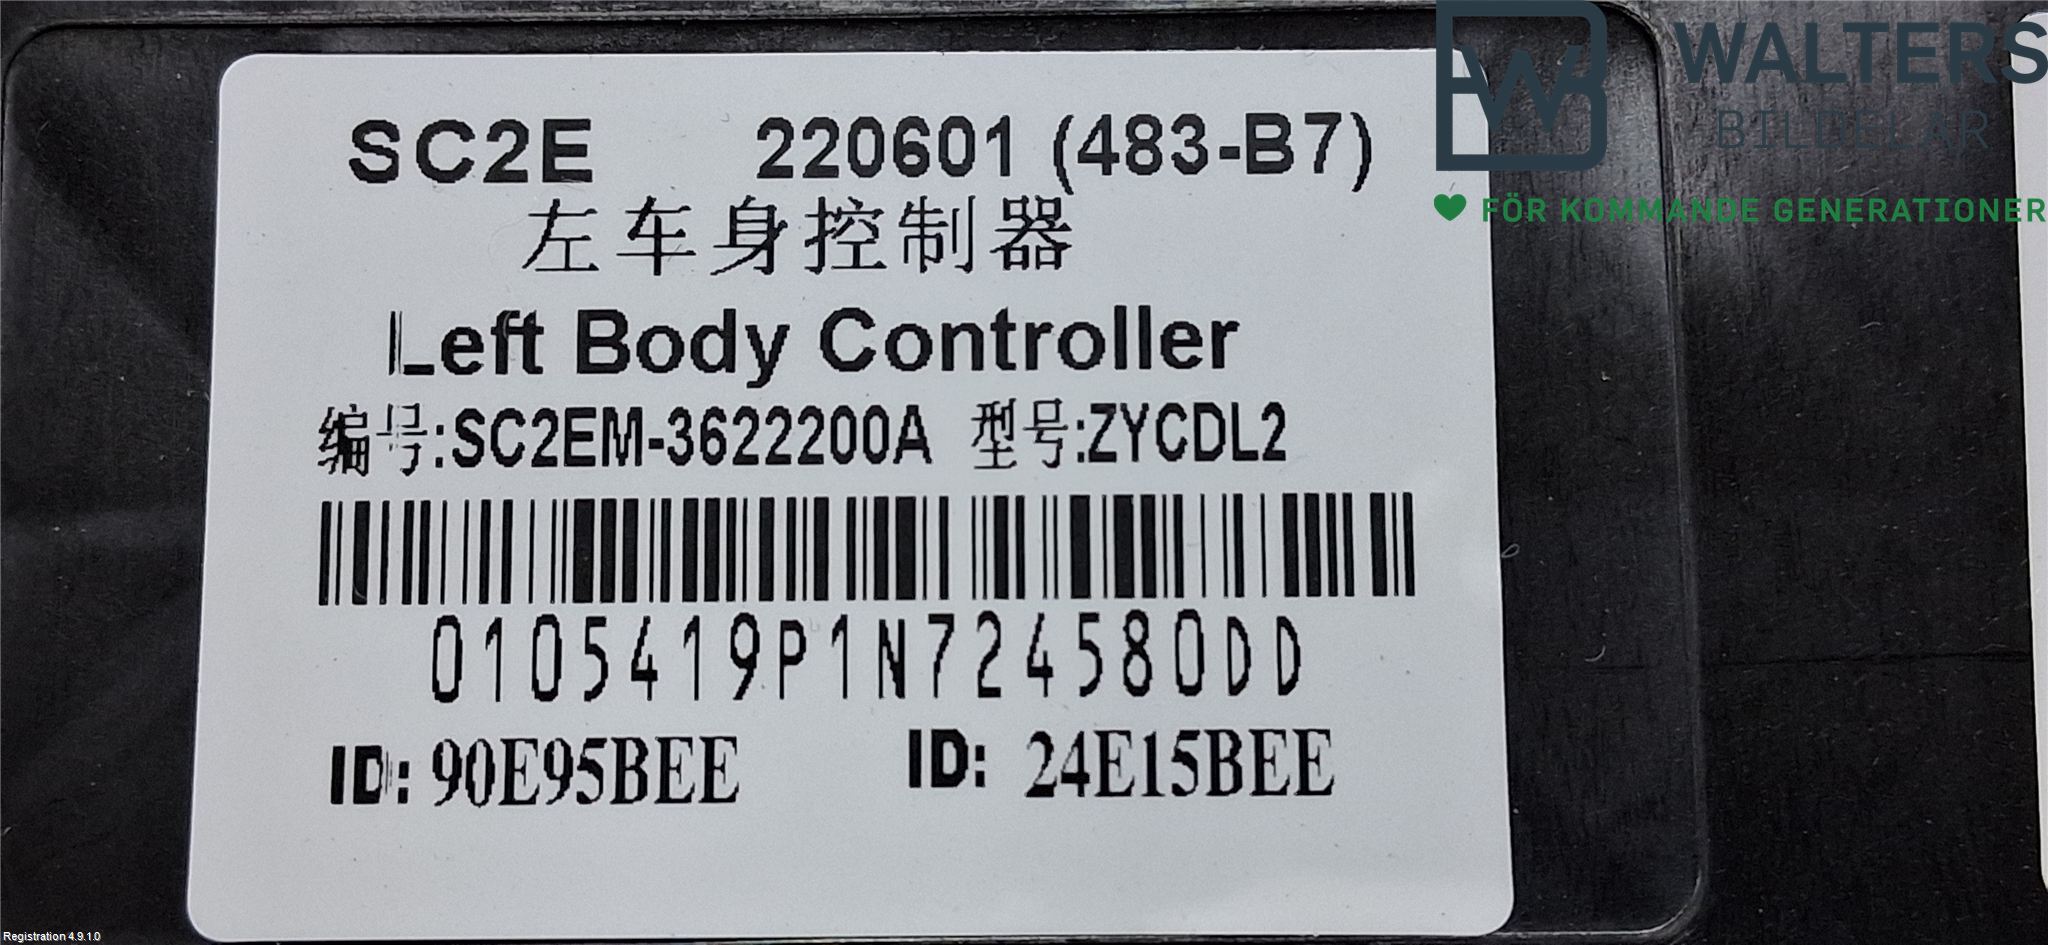 WALTERS
BILDELAR
FÖR KOMMANDE GENERATIONER
SC2E 220601 (483-B7)
左车身控制器
Left Body Controller
编号:SC2EM-3622200A 型号:ZYCDL2
0105419P1N724580DD
ID: 90E95BEE ID: 24E15BEE
Registration 4.9.1.0